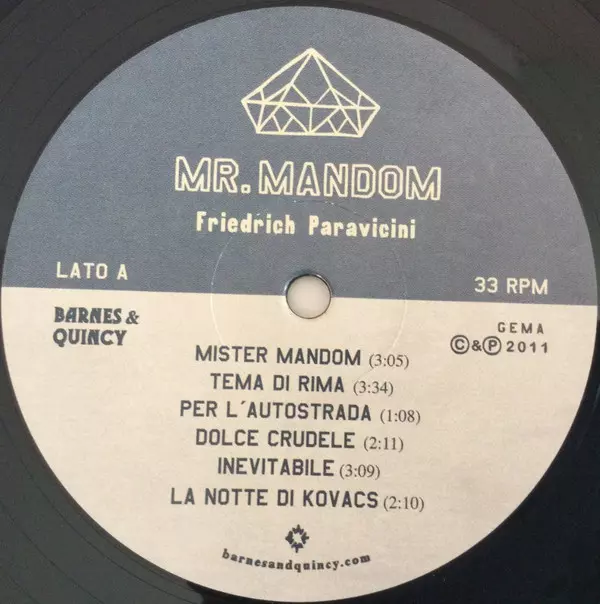 MR. MANDOM
Friedrich Paravicini
LATO A
33 RPM
BARNES &
QUINCY
GEMA
©&℗ 2011
MISTER MANDOM (3:05)
TEMA DI RIMA (3:34)
PER L´AUTOSTRADA (1:08)
DOLCE CRUDELE (2:11)
INEVITABILE (3:09)
LA NOTTE DI KOVACS (2:10)
barnesandquincy.com